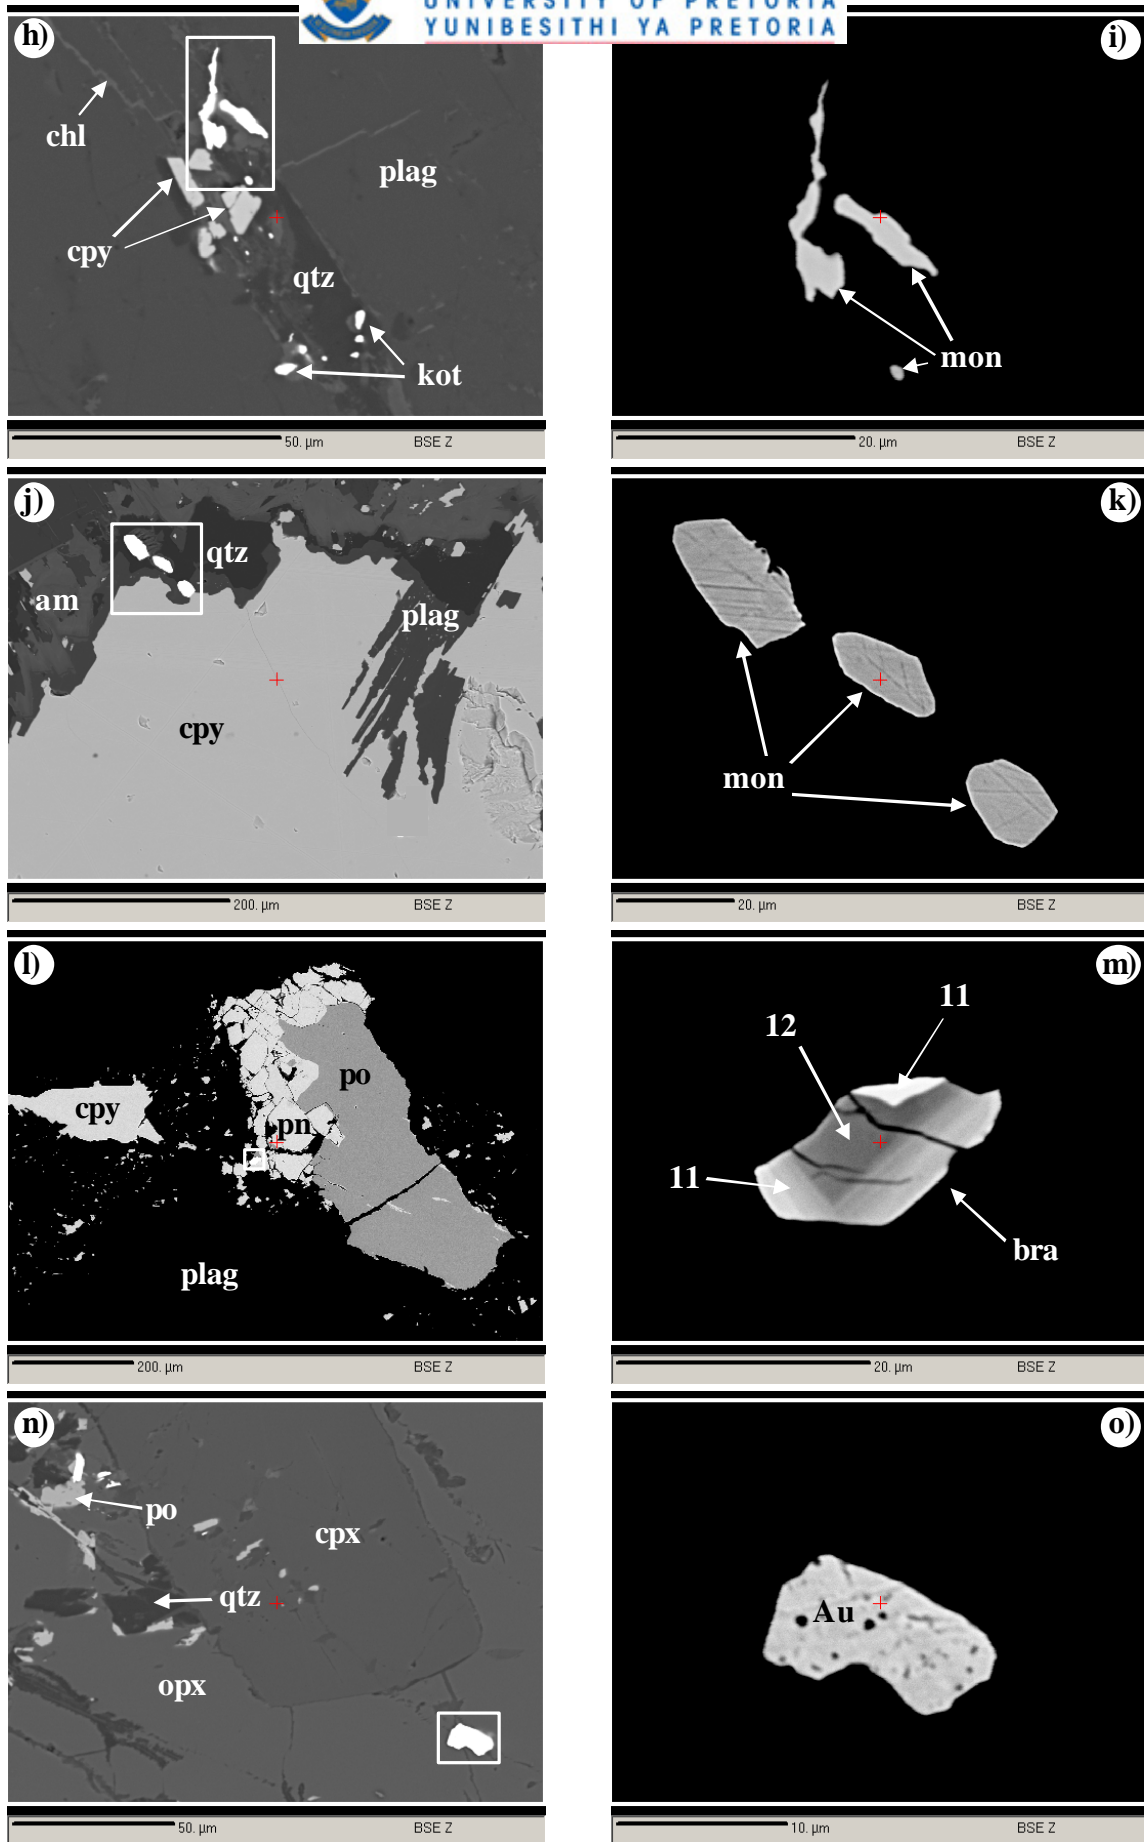 UNIVERSITY OF PRETORIA
YUNIBESITHI YA PRETORIA
h)
chl
plag
cpy
qtz
kot
50. µm BSE Z
i)
mon
20. µm BSE Z
j)
qtz
am
plag
cpy
200. µm BSE Z
k)
mon
20. µm BSE Z
l)
po
cpy
pn
plag
200. µm BSE Z
m)
11
12
11
bra
20. µm BSE Z
n)
po
cpx
qtz
opx
50. µm BSE Z
o)
Au
10. µm BSE Z